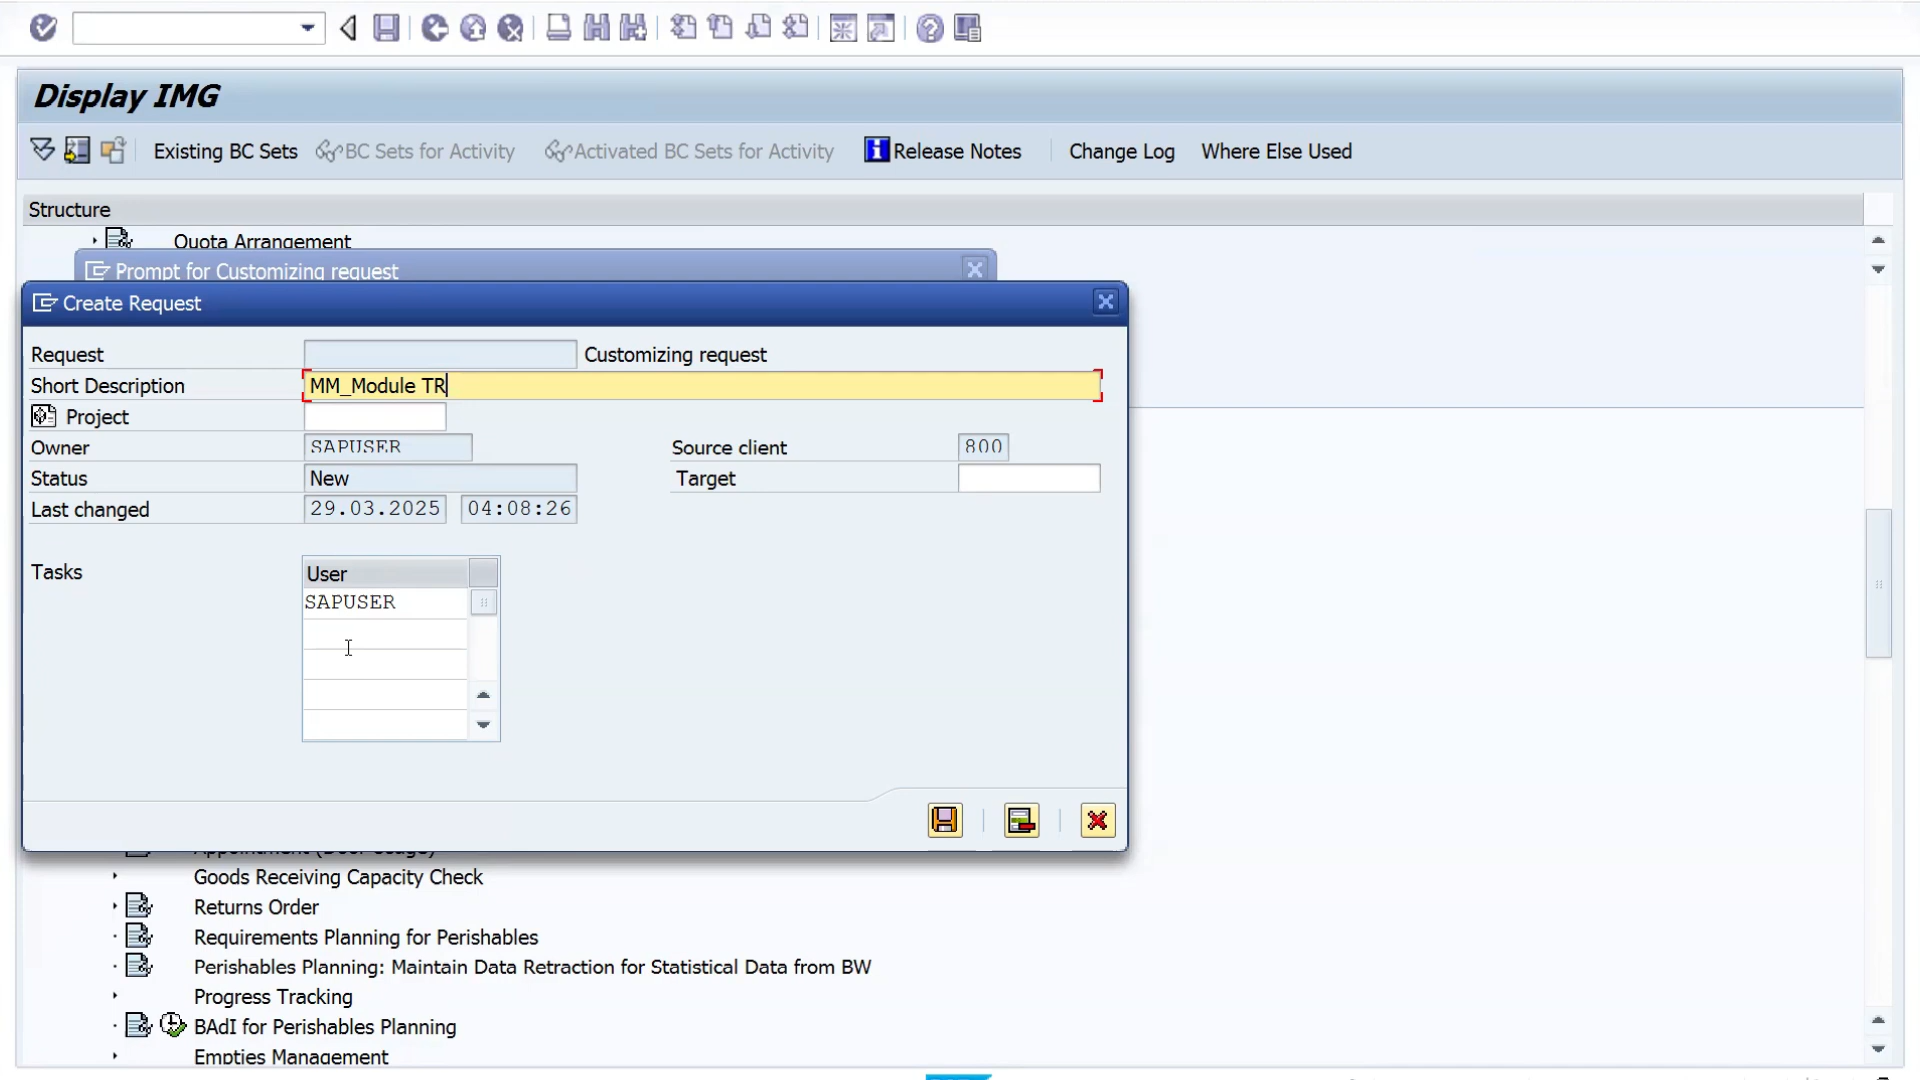 Display IMG
Existing BC Sets BC Sets for Activity Activated BC Sets for Activity Release Notes Change Log Where Else Used
Structure
Quota Arrangement
Prompt for Customizing request
Create Request
Request Customizing request
Short Description MM_Module TR
Project
Owner SAPUSER Source client 800
Status New Target
Last changed 29.03.2025 04:08:26
Tasks User
SAPUSER
Goods Receiving Capacity Check
Returns Order
Requirements Planning for Perishables
Perishables Planning: Maintain Data Retraction for Statistical Data from BW
Progress Tracking
BAdI for Perishables Planning
Empties Management